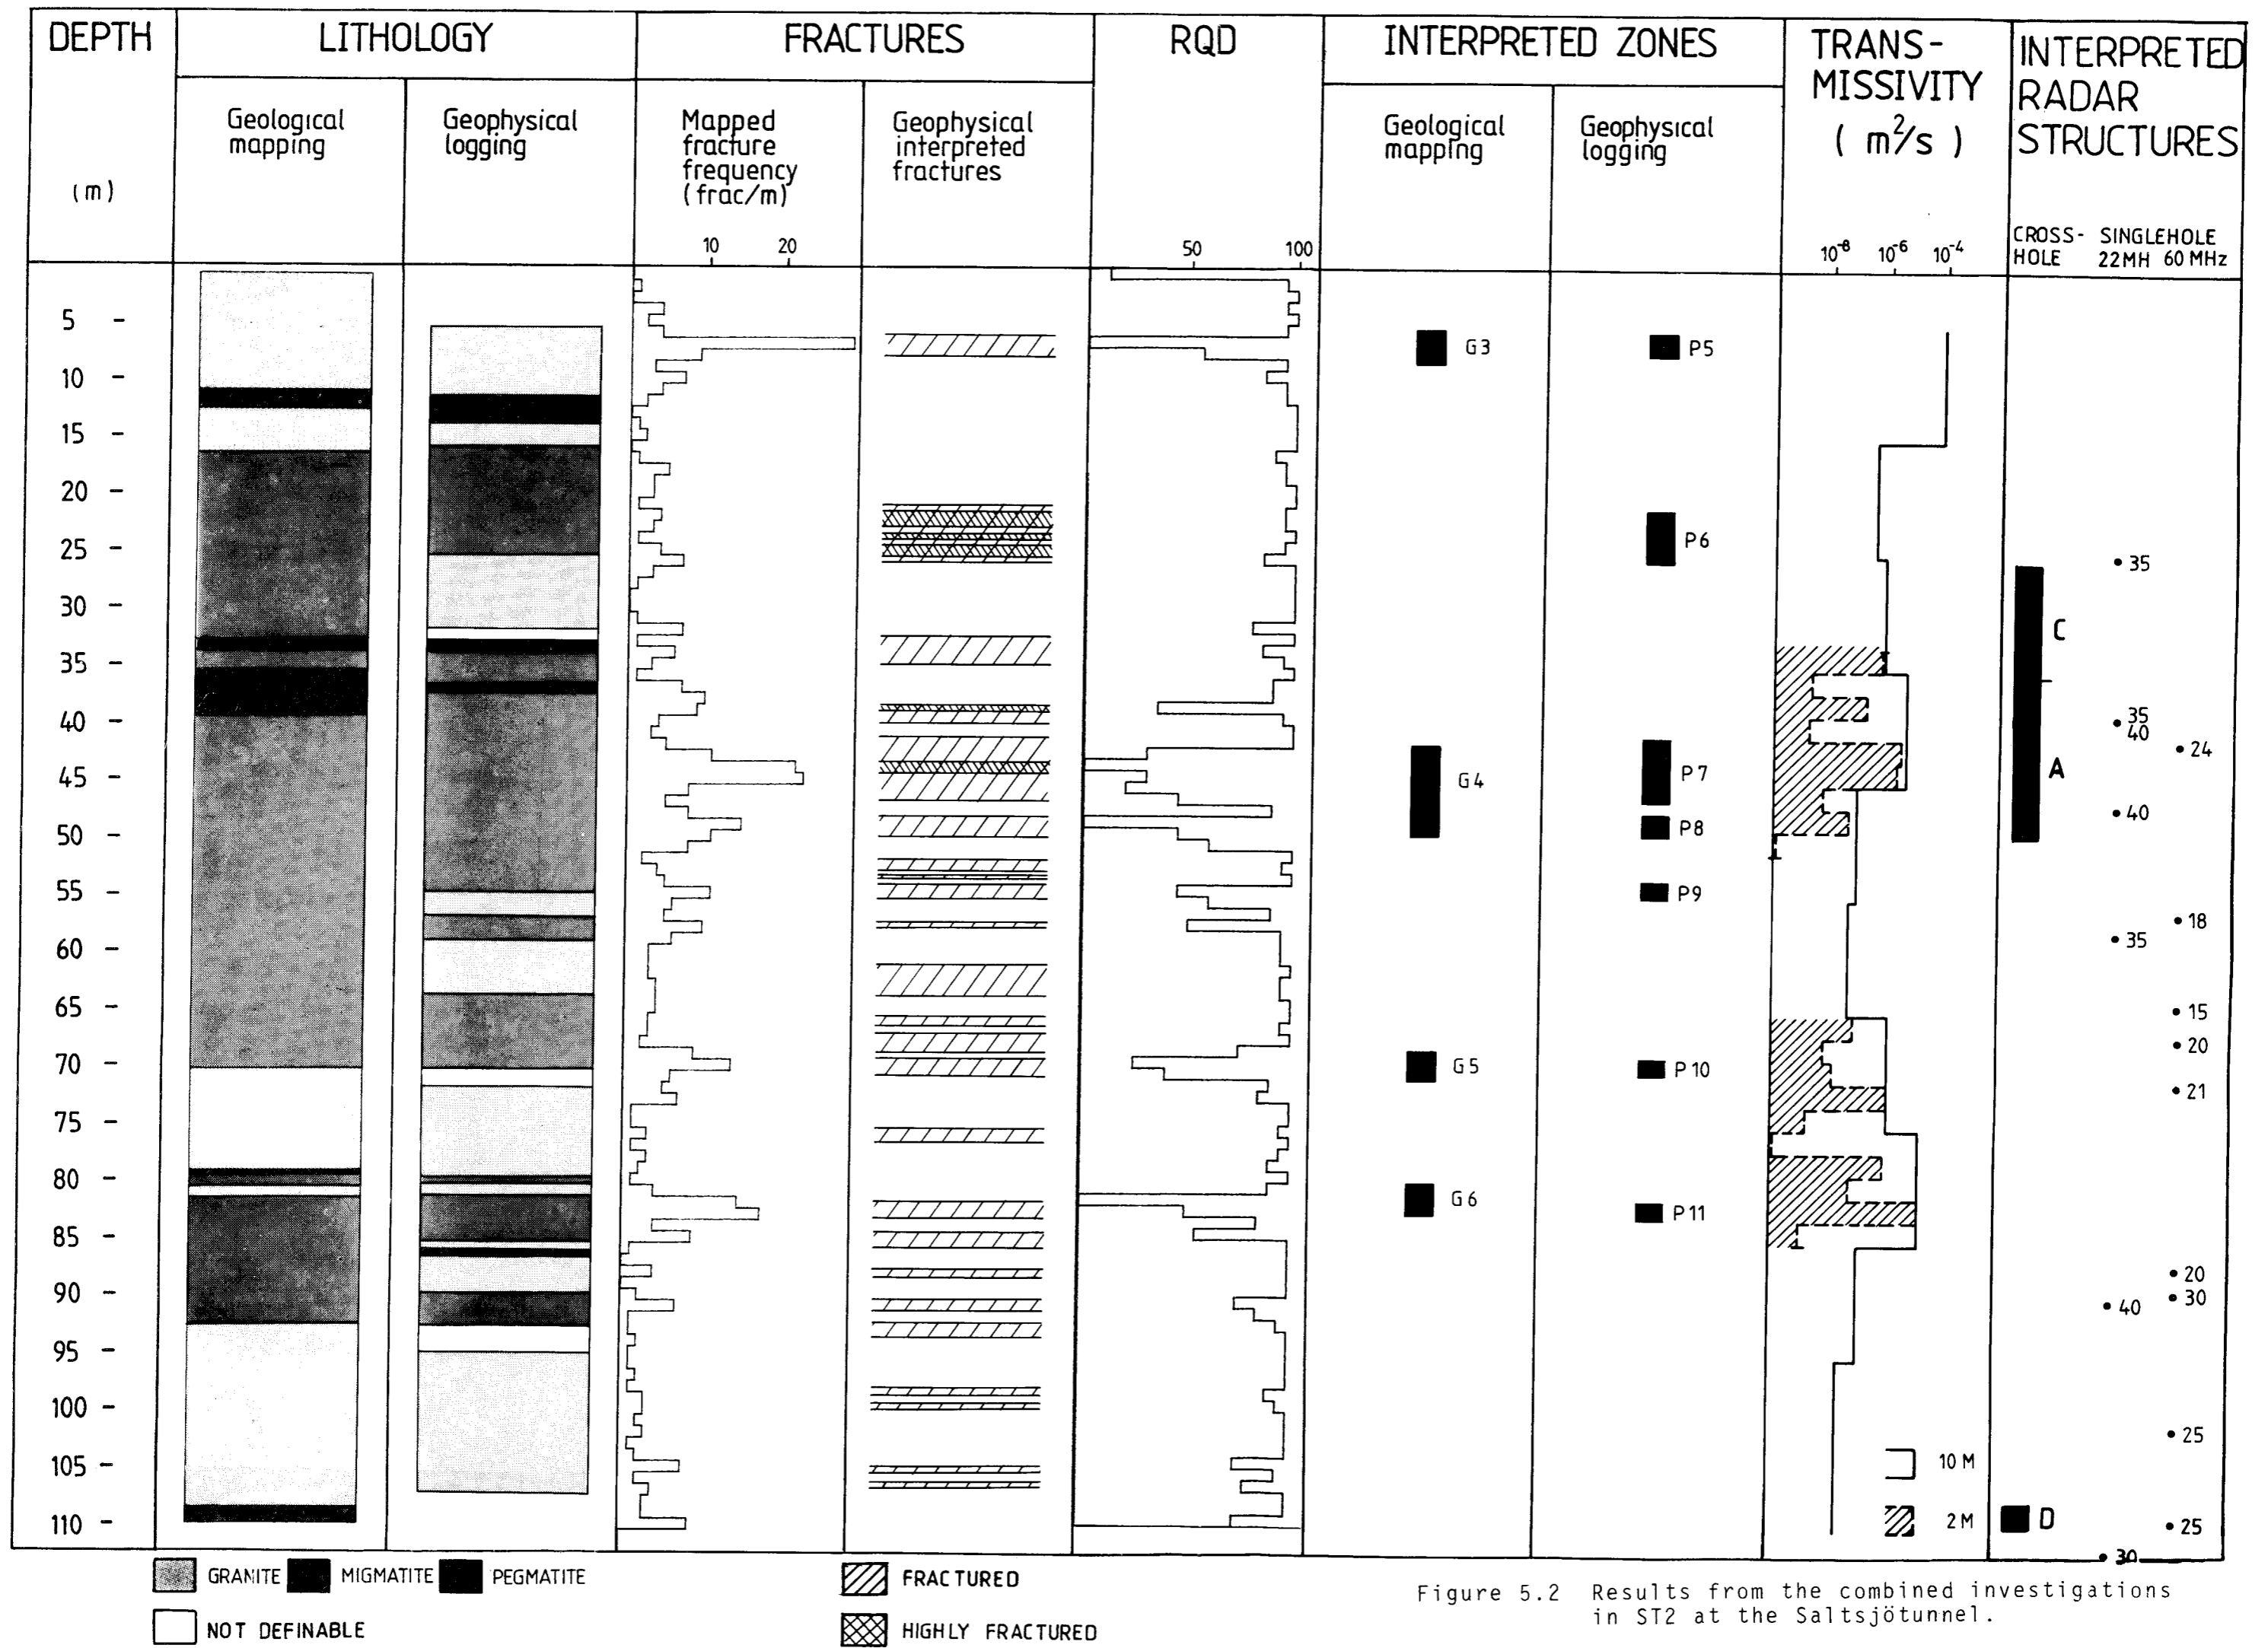 DEPTH
(m)
LITHOLOGY
Geological
mapping
Geophysical
logging
FRACTURES
Mapped
fracture
frequency
(frac/m)
10 20
Geophysical
interpreted
fractures
RQD
50 100
INTERPRETED ZONES
Geological
mapping
Geophysical
logging
TRANS-
MISSIVITY
( m²/s )
10⁻⁸ 10⁻⁶ 10⁻⁴
INTERPRETED
RADAR
STRUCTURES
CROSS-
HOLE
SINGLEHOLE
22MH 60MHz
5 –
10 –
15 –
20 –
25 –
30 –
35 –
40 –
45 –
50 –
55 –
60 –
65 –
70 –
75 –
80 –
85 –
90 –
95 –
100 –
105 –
110 –
G3
G4
G5
G6
P5
P6
P7
P8
P9
P10
P11
10 M
2 M
C
A
D
35
35
40
40
35
40
30
24
18
15
20
21
20
30
25
25
GRANITE
MIGMATITE
PEGMATITE
NOT DEFINABLE
FRACTURED
HIGHLY FRACTURED
Figure 5.2 Results from the combined investigations
in ST2 at the Saltsjötunnel.